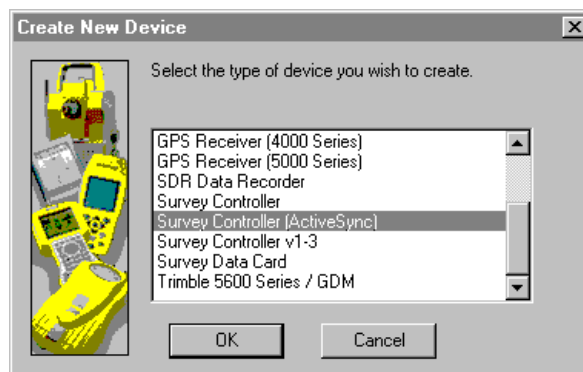 Create New Device
Select the type of device you wish to create.
GPS Receiver (4000 Series)
GPS Receiver (5000 Series)
SDR Data Recorder
Survey Controller
Survey Controller (ActiveSync)
Survey Controller v1-3
Survey Data Card
Trimble 5600 Series / GDM
OK Cancel